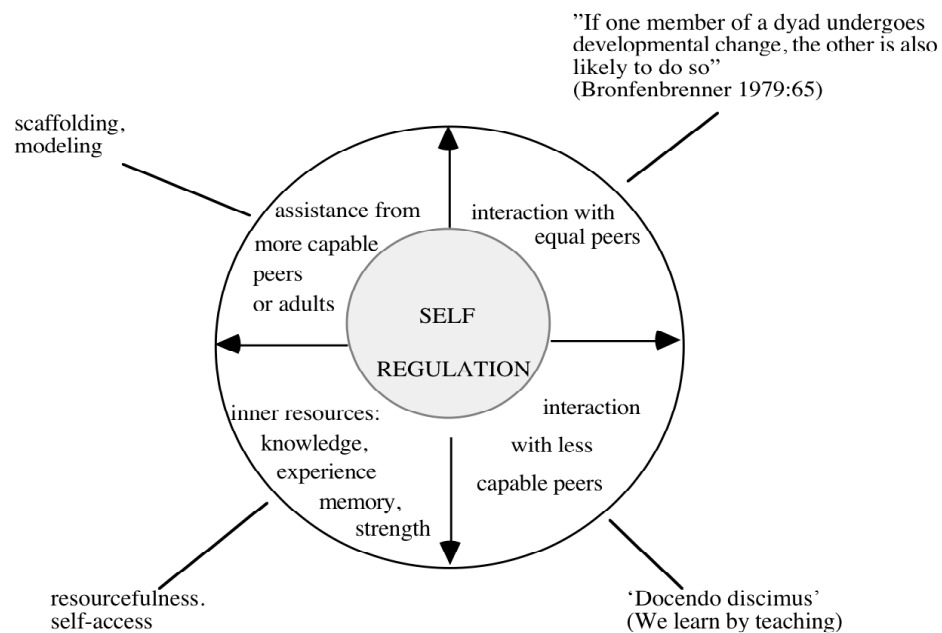 ”If one member of a dyad undergoes
developmental change, the other is also
likely to do so”
(Bronfenbrenner 1979:65)
scaffolding,
modeling
assistance from
more capable
peers
or adults
interaction with
equal peers
SELF
REGULATION
inner resources:
knowledge,
experience
memory,
strength
interaction
with less
capable peers
resourcefulness.
self-access
‘Docendo discimus’
(We learn by teaching)